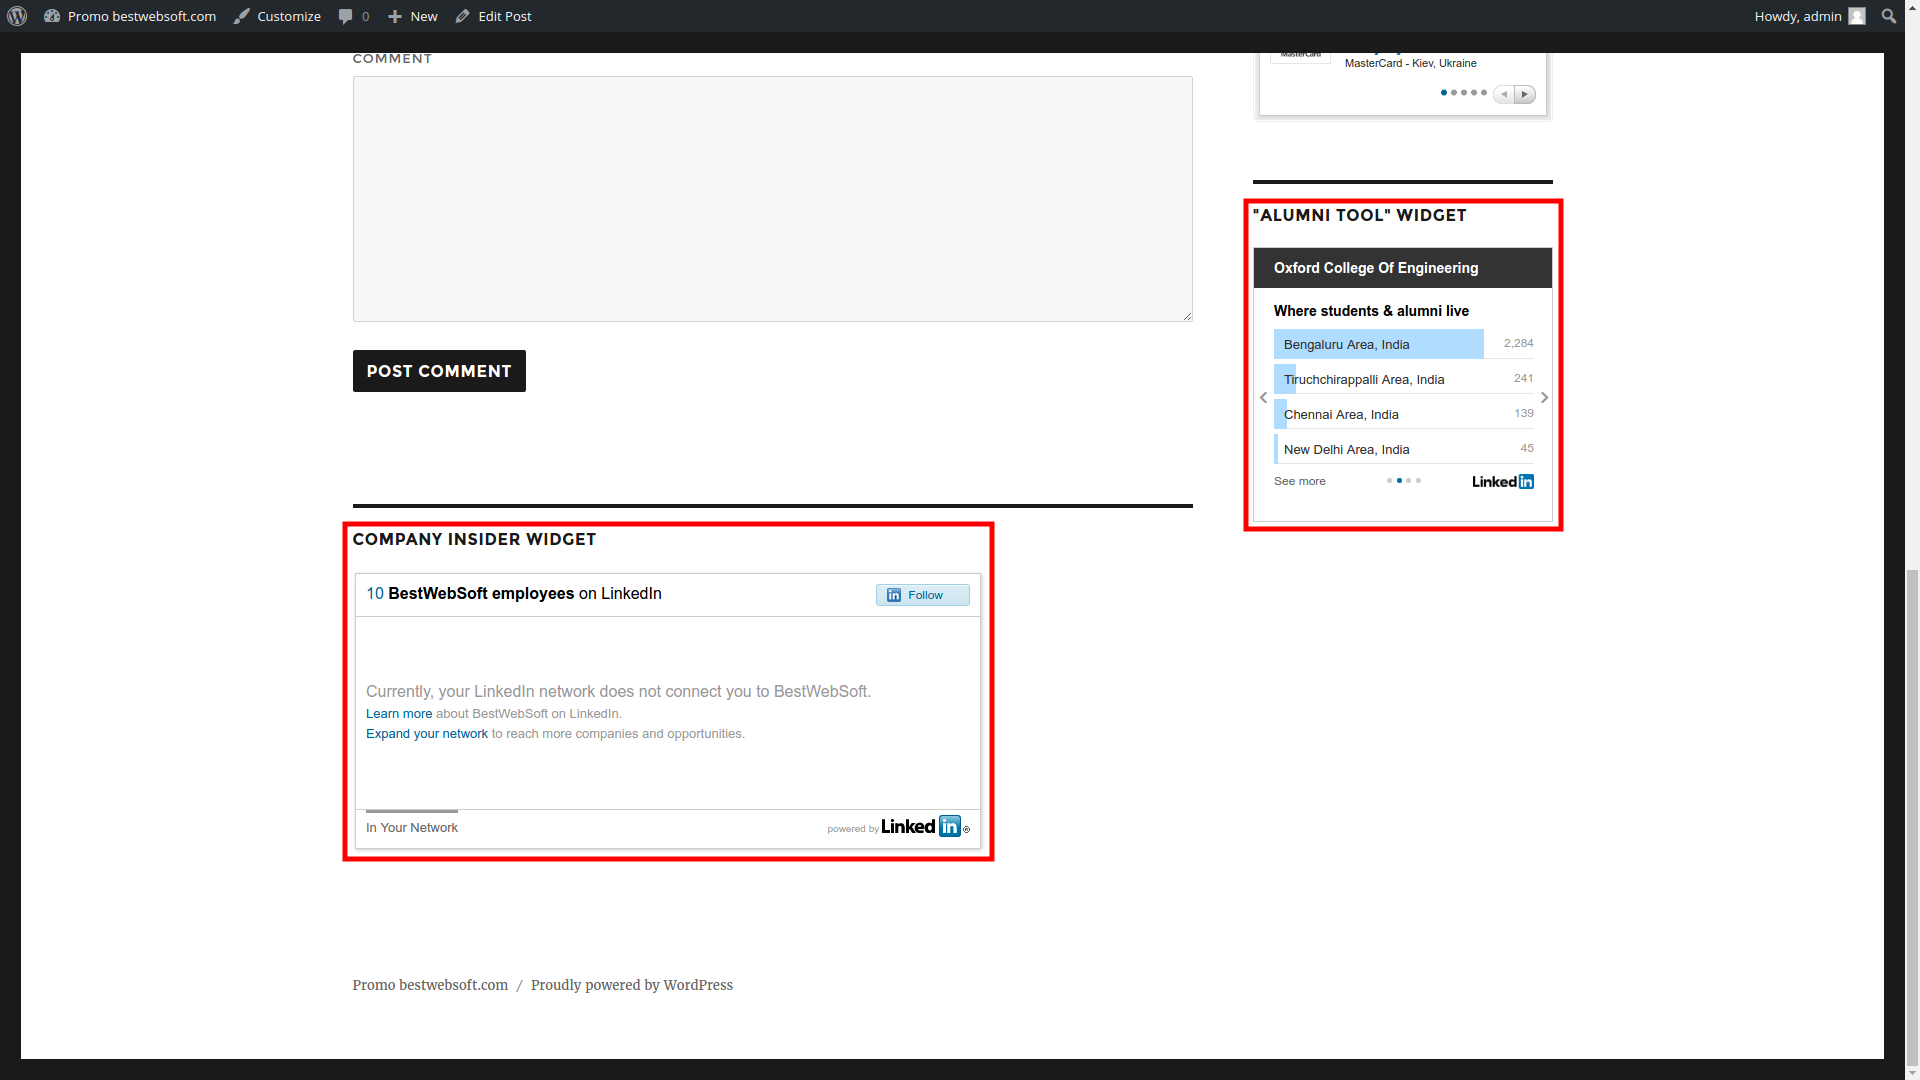 Promo bestwebsoft.com Customize 0 New Edit Post Howdy, admin
COMMENT
POST COMMENT
COMPANY INSIDER WIDGET
10 BestWebSoft employees on LinkedIn
in Follow
Currently, your LinkedIn network does not connect you to BestWebSoft.
Learn more about BestWebSoft on LinkedIn.
Expand your network to reach more companies and opportunities.
In Your Network
powered by Linked in ®
MasterCard
MasterCard - Kiev, Ukraine
"ALUMNI TOOL" WIDGET
Oxford College Of Engineering
Where students & alumni live
Bengaluru Area, India 2,284
Tiruchchirappalli Area, India 241
Chennai Area, India 139
New Delhi Area, India 45
See more Linked in
Promo bestwebsoft.com / Proudly powered by WordPress